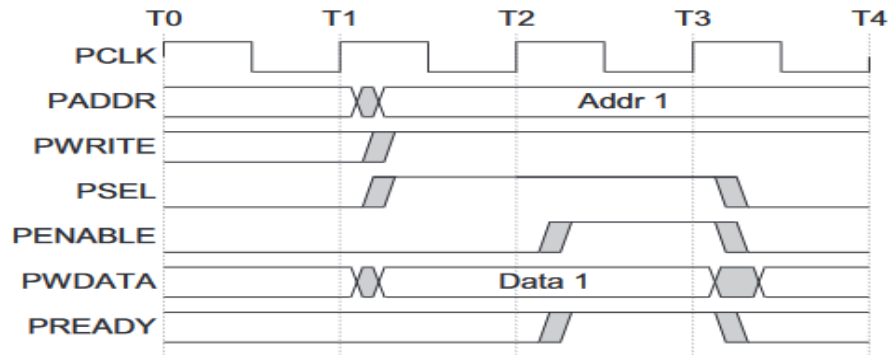 T0 T1 T2 T3 T4
PCLK
PADDR Addr 1
PWRITE
PSEL
PENABLE
PWDATA Data 1
PREADY